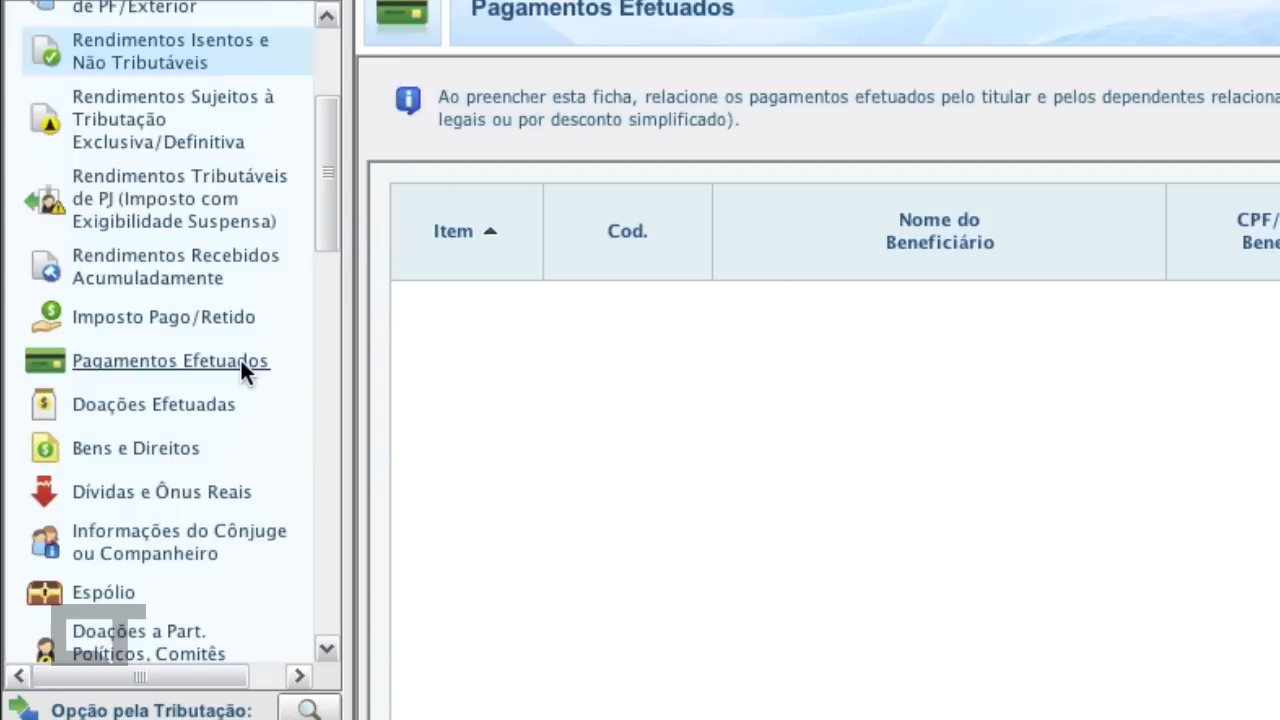 de PF/Exterior
Rendimentos Isentos e
Não Tributáveis
Rendimentos Sujeitos à
Tributação
Exclusiva/Definitiva
Rendimentos Tributáveis
de PJ (Imposto com
Exigibilidade Suspensa)
Rendimentos Recebidos
Acumuladamente
Imposto Pago/Retido
Pagamentos Efetuados
Doações Efetuadas
Bens e Direitos
Dívidas e Ônus Reais
Informações do Cônjuge
ou Companheiro
Espólio
Doações a Part.
Políticos, Comitês
Opção pela Tributação:
Pagamentos Efetuados
Ao preencher esta ficha, relacione os pagamentos efetuados pelo titular e pelos dependentes
legais ou por desconto simplificado).
Item
Cod.
Nome do
Beneficiário
CPF/